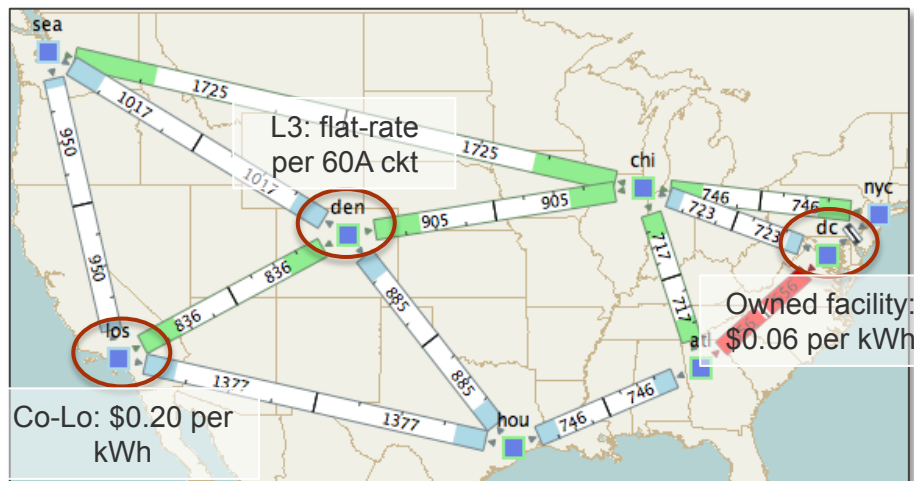 sea
1725
1017
L3: flat-rate
per 60A ckt
950
1725
chi
1017
den
905
905
746
746
nyc
723
723
dc
836
836
717
717
950
los
885
885
Owned facility:
$0.06 per kWh
atl
1377
1377
Co-Lo: $0.20 per
kWh
hou
746
746